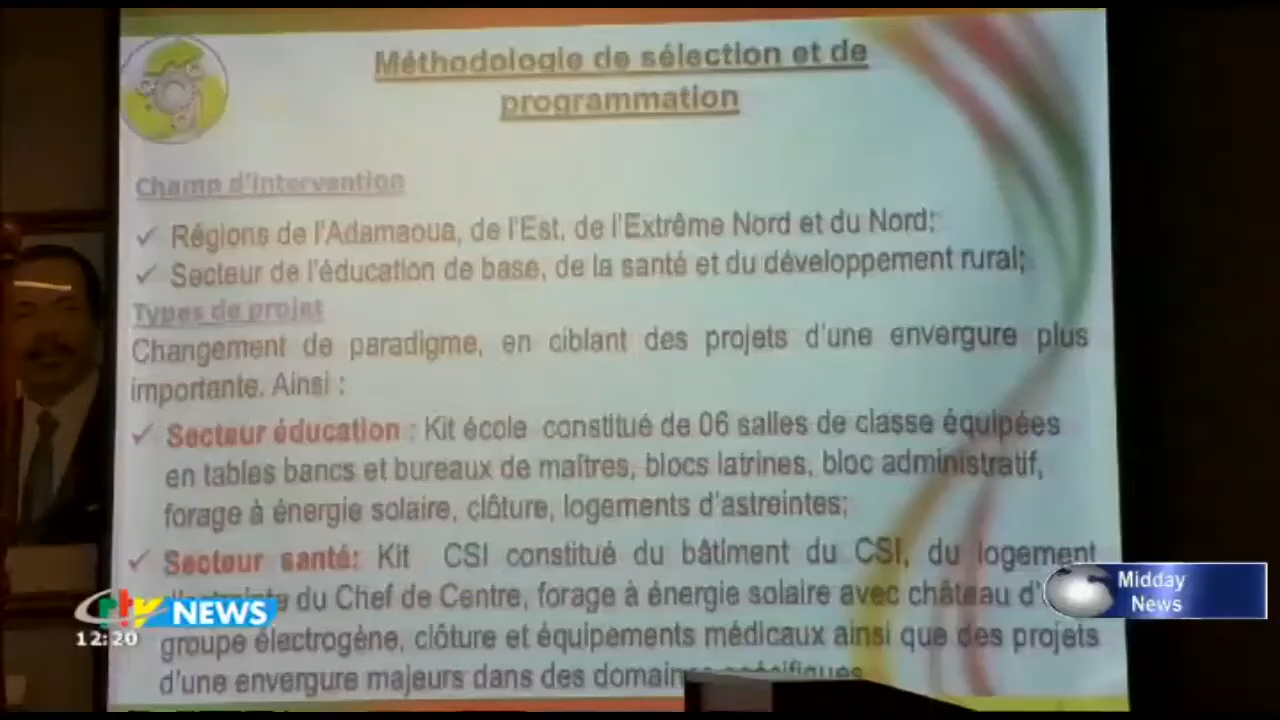 Méthodologie de sélection et de
programmation
Champ d'intervention
✓ Régions de l'Adamaoua, de l'Est, de l'Extrême Nord et du Nord;
✓ Secteur de l'éducation de base, de la santé et du développement rural;
Types de projet
Changement de paradigme, en ciblant des projets d'une envergure plus
importante. Ainsi :
✓ Secteur éducation : Kit école constitué de 06 salles de classe équipées
en tables bancs et bureaux de maîtres, blocs latrines, bloc administratif,
forage à énergie solaire, clôture, logements d'astreintes;
✓ Secteur santé: Kit CSI constitué du bâtiment du CSI, du logement
du Chef de Centre, forage à énergie solaire avec château
groupe électrogène, clôture et équipements médicaux ainsi que des projets
d'une envergure majeurs dans des spécifiques
crtv NEWS
12:20
Midday
News